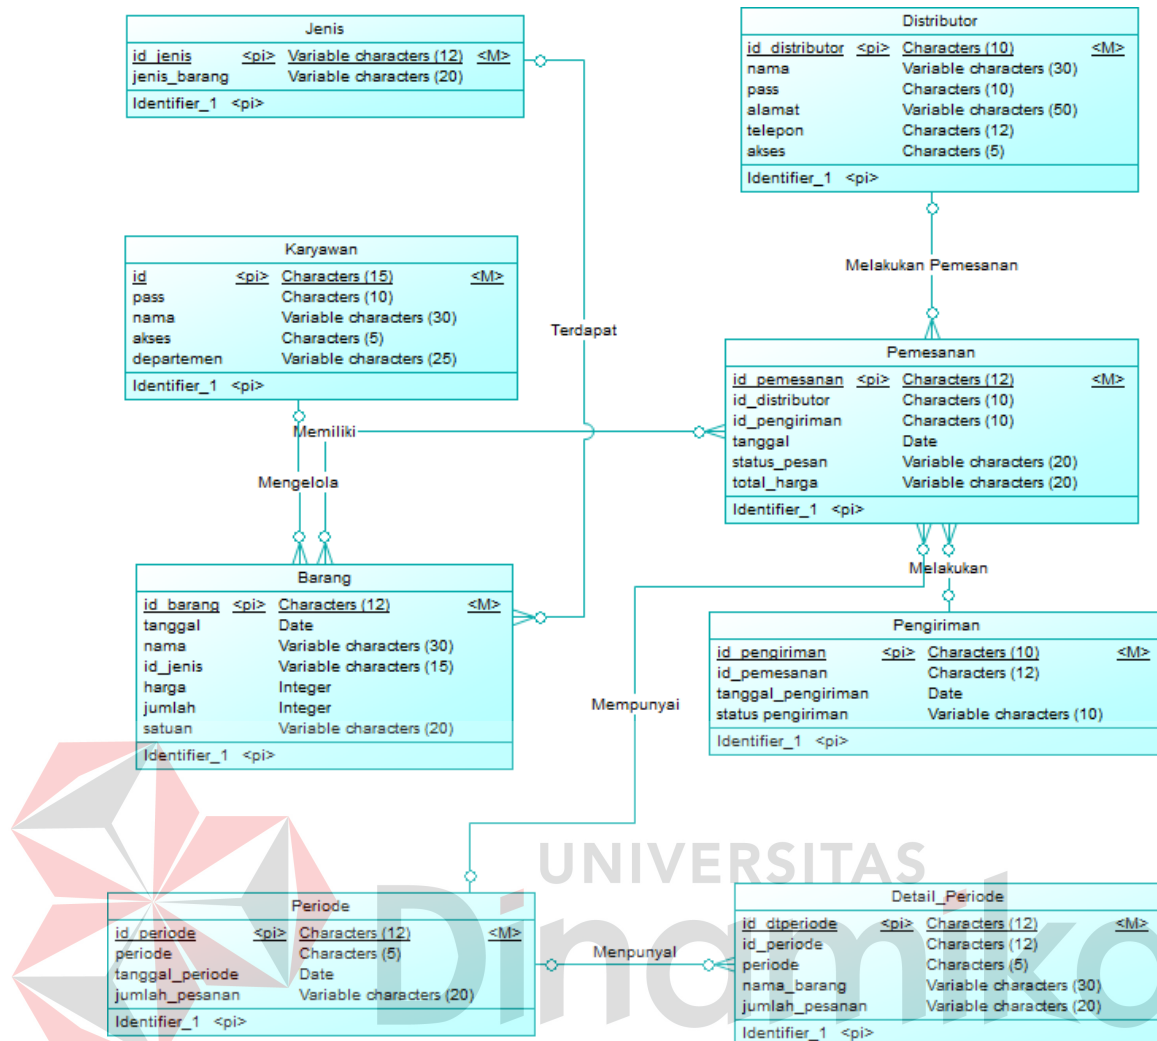 Jenis
id_jenis <pi> Variable characters (12) <M>
jenis_barang Variable characters (20)
Identifier_1 <pi>
Distributor
id_distributor <pi> Characters (10) <M>
nama Variable characters (30)
pass Characters (10)
alamat Variable characters (50)
telepon Characters (12)
akses Characters (5)
Identifier_1 <pi>
Karyawan
id <pi> Characters (15) <M>
pass Characters (10)
nama Variable characters (30)
akses Characters (5)
departemen Variable characters (25)
Identifier_1 <pi>
Melakukan Pemesanan
Terdapat
Pemesanan
id_pemesanan <pi> Characters (12) <M>
id_distributor Characters (10)
id_pengiriman Characters (10)
tanggal Date
status_pesan Variable characters (20)
total_harga Variable characters (20)
Identifier_1 <pi>
Memiliki
Mengelola
Barang
id_barang <pi> Characters (12) <M>
tanggal Date
nama Variable characters (30)
id_jenis Variable characters (15)
harga Integer
jumlah Integer
satuan Variable characters (20)
Identifier_1 <pi>
Melakukan
Pengiriman
id_pengiriman <pi> Characters (10) <M>
id_pemesanan Characters (12)
tanggal_pengiriman Date
status pengiriman Variable characters (10)
Identifier_1 <pi>
Mempunyai
UNIVERSITAS
Dinamika
Periode
id_periode <pi> Characters (12) <M>
periode Characters (5)
tanggal_periode Date
jumlah_pesanan Variable characters (20)
Identifier_1 <pi>
Menpunyal
Detail_Periode
id_dtperiode <pi> Characters (12) <M>
id_periode Characters (12)
periode Characters (5)
nama_barang Variable characters (30)
jumlah_pesanan Variable characters (20)
Identifier_1 <pi>